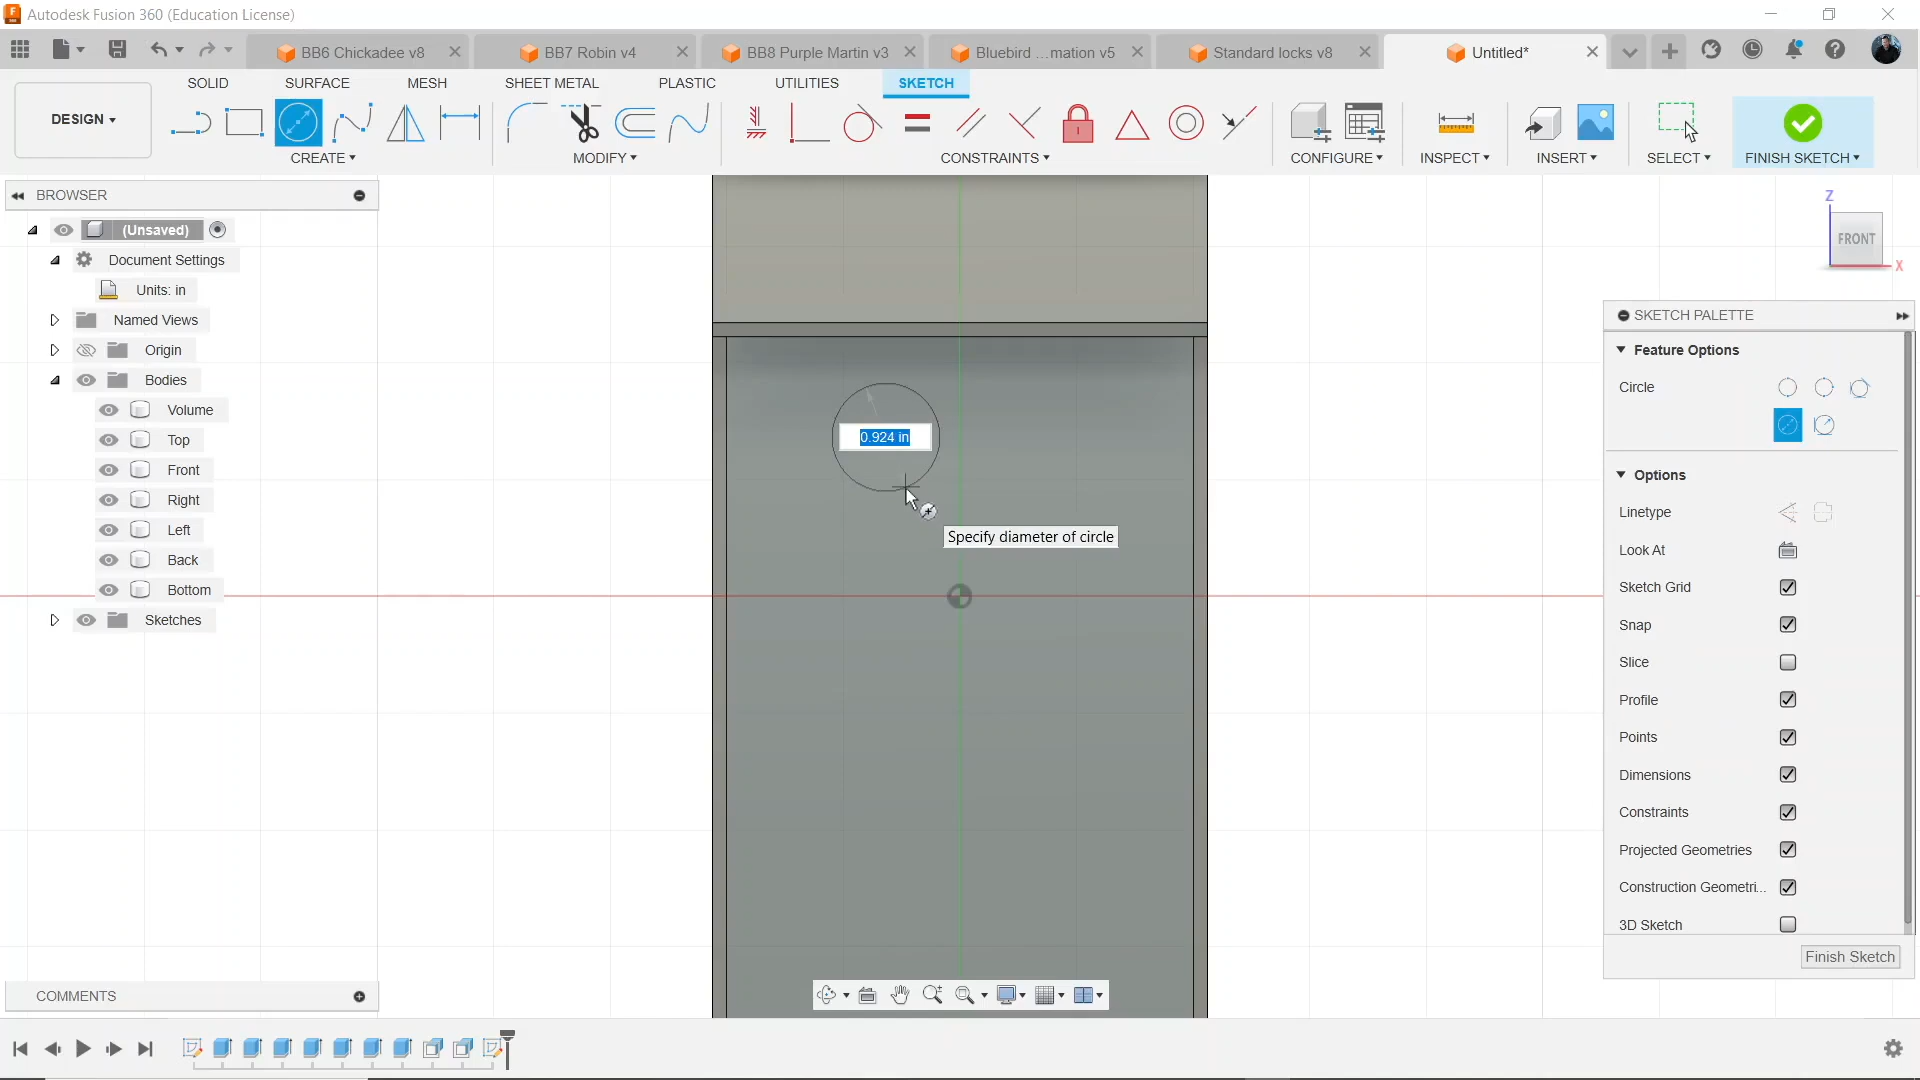 Autodesk Fusion 360 (Education License)
BB6 Chickadee v8
BB7 Robin v4
BB8 Purple Martin v3
Bluebird ...mation v5
Standard locks v8
Untitled*
SOLID
SURFACE
MESH
SHEET METAL
PLASTIC
UTILITIES
SKETCH
DESIGN
CREATE
MODIFY
CONSTRAINTS
CONFIGURE
INSPECT
INSERT
SELECT
FINISH SKETCH
BROWSER
(Unsaved)
Document Settings
Units: in
Named Views
Origin
Bodies
Volume
Top
Front
Right
Left
Back
Bottom
Sketches
0.924 in
Specify diameter of circle
Z
FRONT
X
SKETCH PALETTE
Feature Options
Circle
Options
Linetype
Look At
Sketch Grid
Snap
Slice
Profile
Points
Dimensions
Constraints
Projected Geometries
Construction Geometri...
3D Sketch
Finish Sketch
COMMENTS